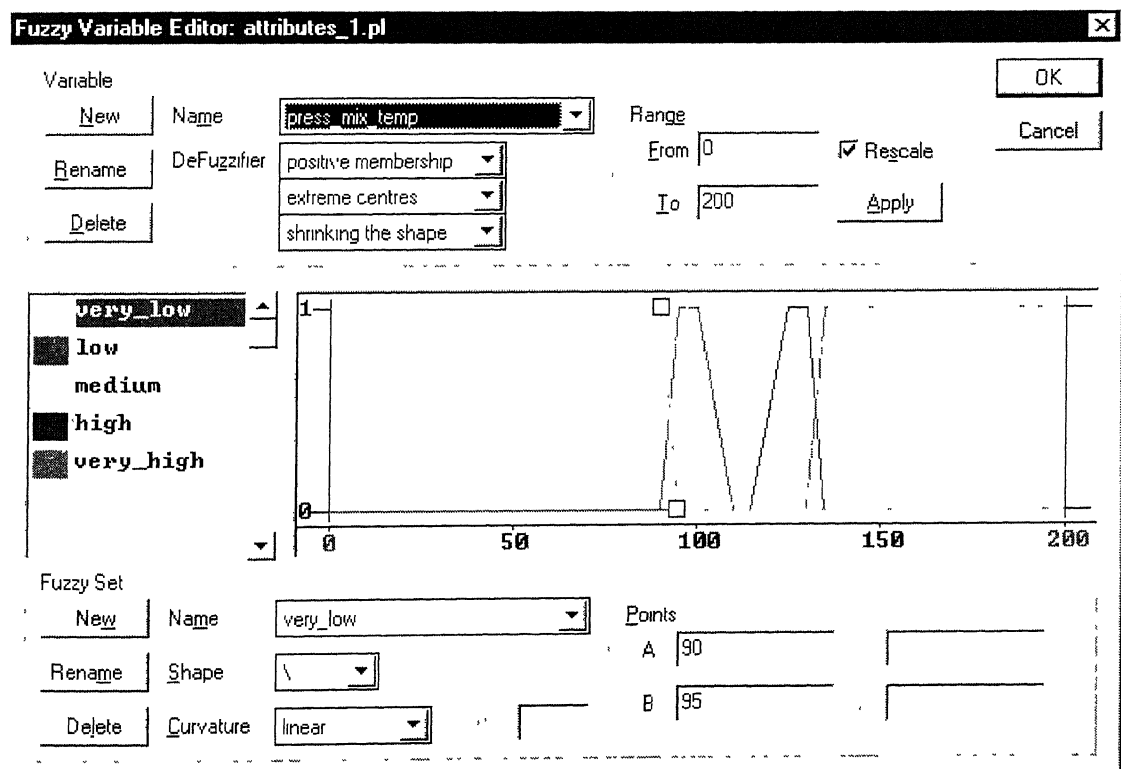 Fuzzy Variable Editor: attributes_1.pl
Variable
New
Name
press_mix_temp
Range
From
0
Rescale
OK
Cancel
Rename
DeFuzzifier
positive membership
extreme centres
To
200
Apply
Delete
shrinking the shape
very_low
low
medium
high
very_high
1
0
0 50 100 150 200
Fuzzy Set
New
Name
very_low
Points
A
90
Rename
Shape
\
B
95
Delete
Curvature
linear